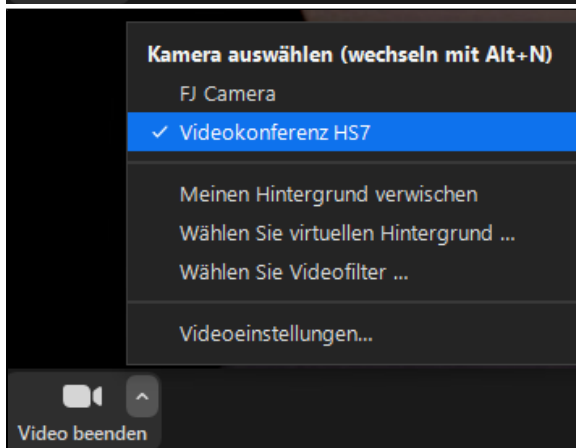 Kamera auswählen (wechseln mit Alt+N)
FJ Camera
Videokonferenz HS7
Meinen Hintergrund verwischen
Wählen Sie virtuellen Hintergrund ...
Wählen Sie Videofilter ...
Videoeinstellungen...
Video beenden